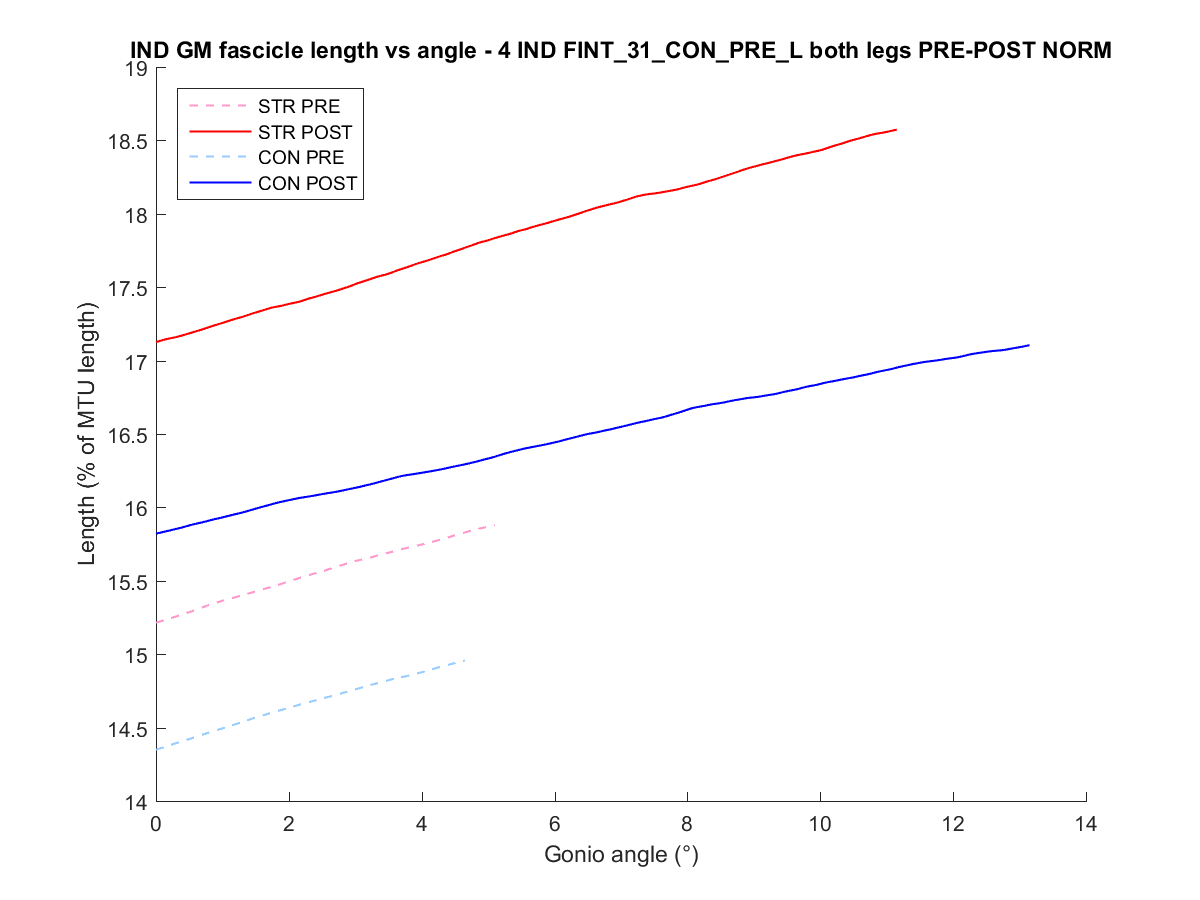 IND GM fascicle length vs angle - 4 IND FINT_31_CON_PRE_L both legs PRE-POST NORM
STR PRE
STR POST
CON PRE
CON POST
19
18.5
18
17.5
17
16.5
16
15.5
15
14.5
14
Length (% of MTU length)
0 2 4 6 8 10 12 14
Gonio angle (°)